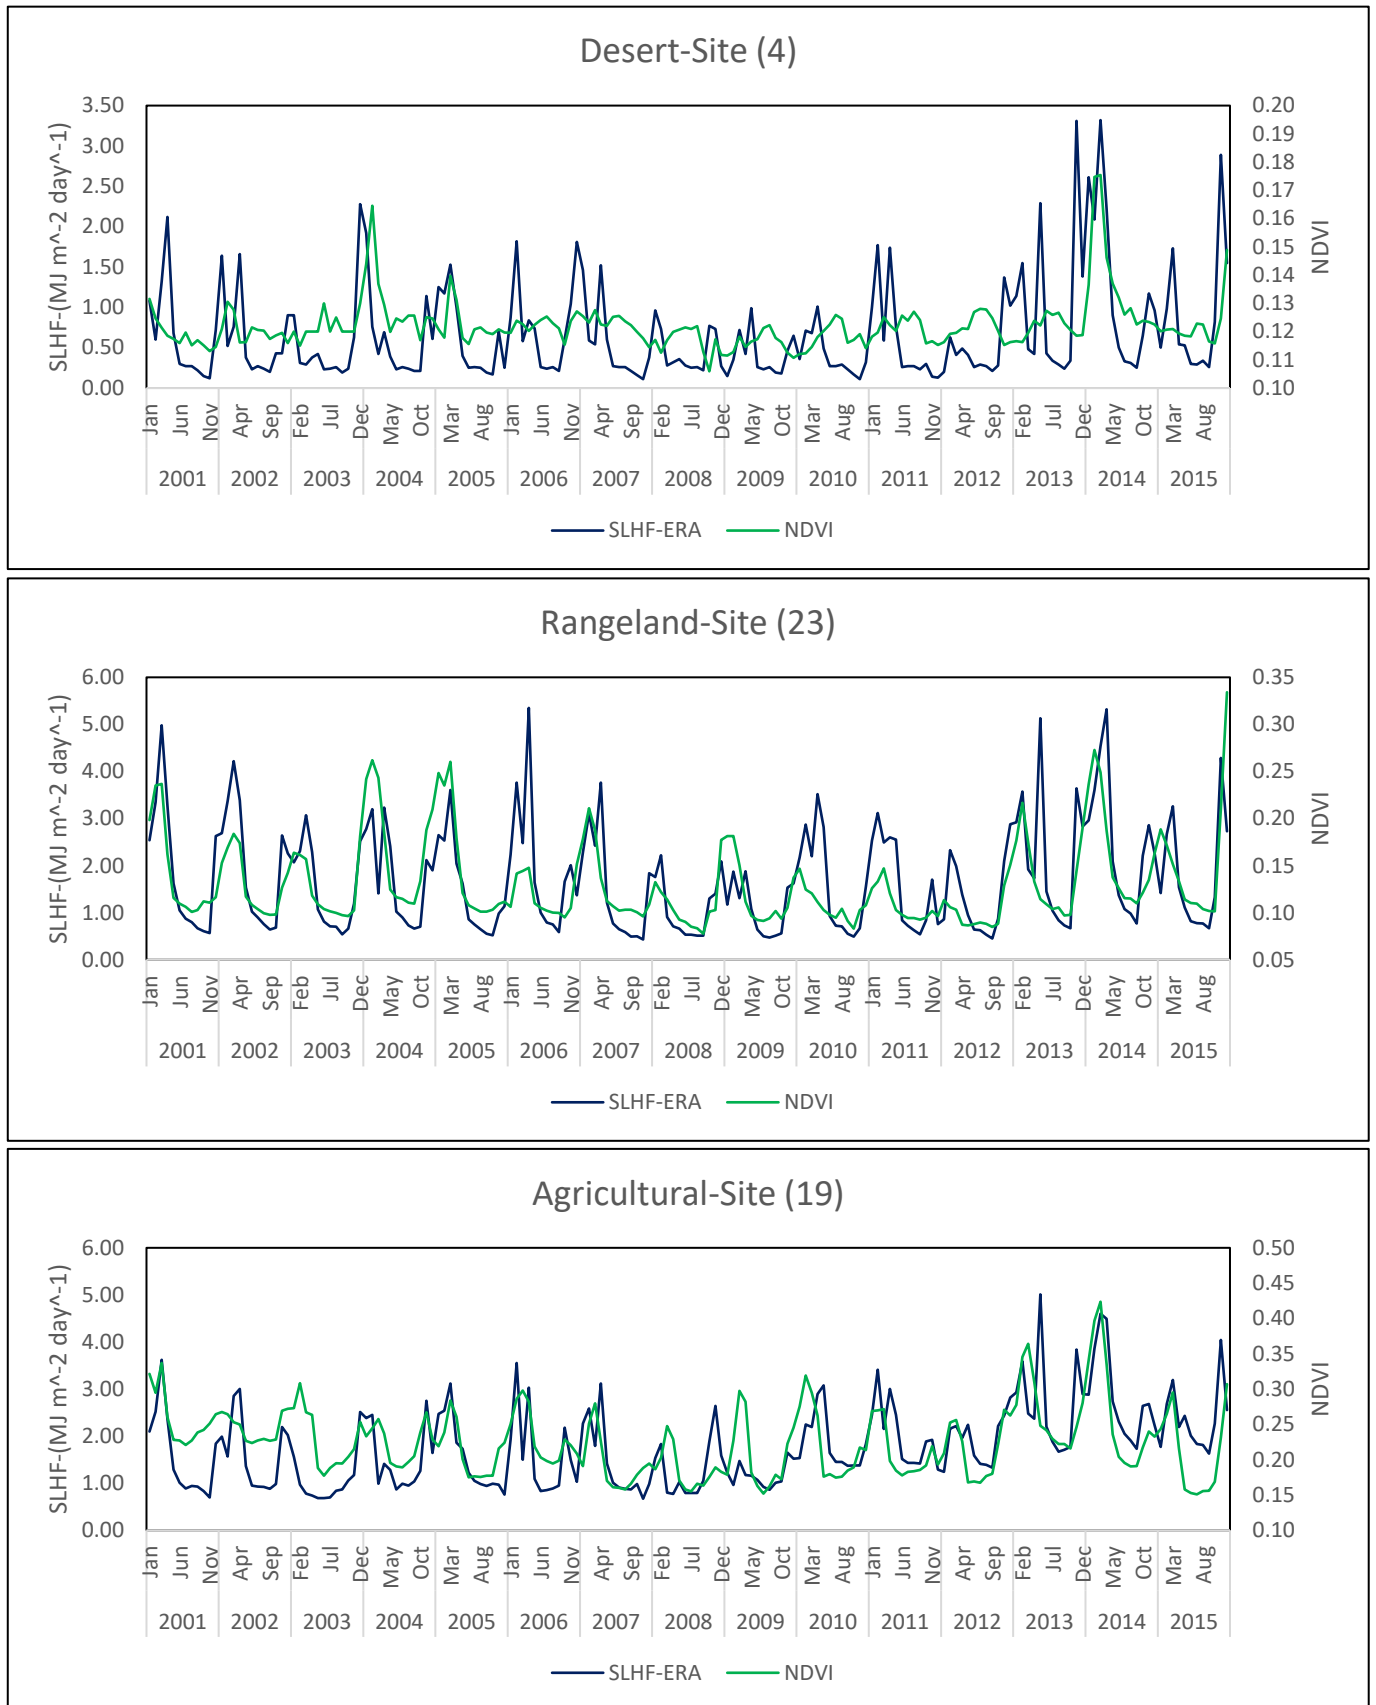 Desert-Site (4)
SLHF-(MJ m^-2 day^-1)
3.50
3.00
2.50
2.00
1.50
1.00
0.50
0.00
0.20
0.19
0.18
0.17
0.16
0.15
0.14
0.13
0.12
0.11
0.10
NDVI
Jan Jun Nov Apr Sep Feb Jul Dec May Oct Mar Aug Jan Jun Nov Apr Sep Feb Jul Dec May Oct Mar Aug Jan Jun Nov Apr Sep Feb Jul Dec May Oct Mar Aug
2001 2002 2003 2004 2005 2006 2007 2008 2009 2010 2011 2012 2013 2014 2015
SLHF-ERA NDVI
Rangeland-Site (23)
SLHF-(MJ m^-2 day^-1)
6.00
5.00
4.00
3.00
2.00
1.00
0.00
0.35
0.30
0.25
0.20
0.15
0.10
0.05
NDVI
Jan Jun Nov Apr Sep Feb Jul Dec May Oct Mar Aug Jan Jun Nov Apr Sep Feb Jul Dec May Oct Mar Aug Jan Jun Nov Apr Sep Feb Jul Dec May Oct Mar Aug
2001 2002 2003 2004 2005 2006 2007 2008 2009 2010 2011 2012 2013 2014 2015
SLHF-ERA NDVI
Agricultural-Site (19)
SLHF-(MJ m^-2 day^-1)
6.00
5.00
4.00
3.00
2.00
1.00
0.00
0.50
0.45
0.40
0.35
0.30
0.25
0.20
0.15
0.10
NDVI
Jan Jun Nov Apr Sep Feb Jul Dec May Oct Mar Aug Jan Jun Nov Apr Sep Feb Jul Dec May Oct Mar Aug Jan Jun Nov Apr Sep Feb Jul Dec May Oct Mar Aug
2001 2002 2003 2004 2005 2006 2007 2008 2009 2010 2011 2012 2013 2014 2015
SLHF-ERA NDVI